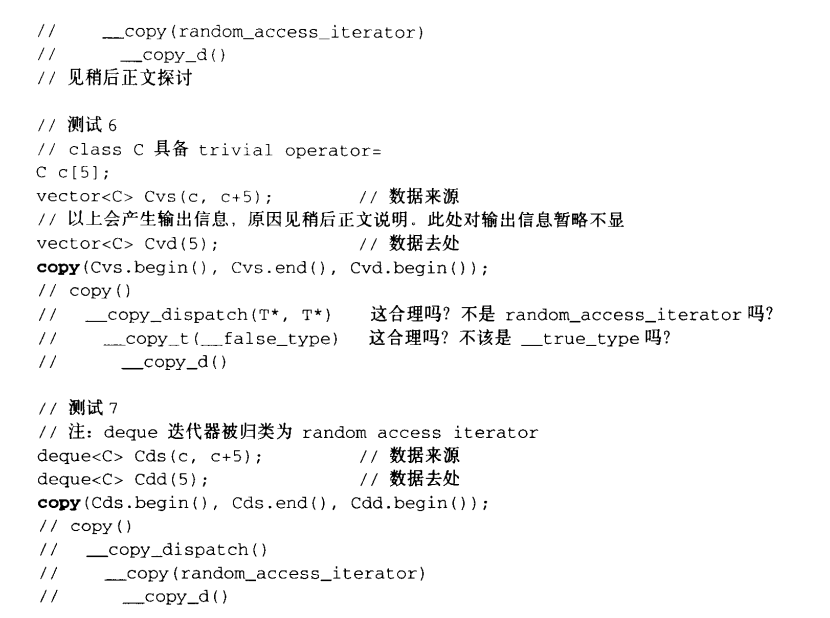 //     __copy(random_access_iterator)
//       __copy_d()
// 见稍后正文探讨
// 测试 6
// class C 具备 trivial operator=
C c[5];
vector<C> Cvs(c, c+5);          // 数据来源
// 以上会产生输出信息，原因见稍后正文说明。此处对输出信息暂略不显
vector<C> Cvd(5);               // 数据去处
copy(Cvs.begin(), Cvs.end(), Cvd.begin());
// copy()
//   __copy_dispatch(T*, T*)    这合理吗？不是 random_access_iterator 吗？
//     __copy_t(__false_type)   这合理吗？不该是 __true_type 吗？
//       __copy_d()
// 测试 7
// 注：deque 迭代器被归类为 random access iterator
deque<C> Cds(c, c+5);           // 数据来源
deque<C> Cdd(5);                // 数据去处
copy(Cds.begin(), Cds.end(), Cdd.begin());
// copy()
//   __copy_dispatch()
//     __copy(random_access_iterator)
//       __copy_d()